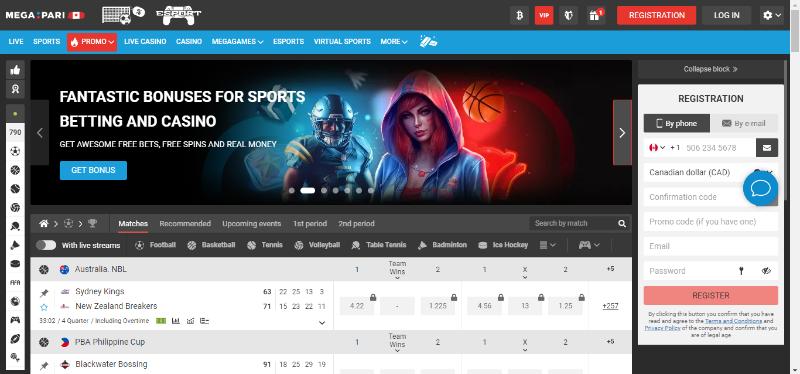 MEGAPARI
ESPORT
VIP
1
REGISTRATION
LOG IN
LIVE
SPORTS
PROMO
LIVE CASINO
CASINO
MEGAGAMES
ESPORTS
VIRTUAL SPORTS
MORE
790
FANTASTIC BONUSES FOR SPORTS
BETTING AND CASINO
GET AWESOME FREE BETS, FREE SPINS AND REAL MONEY
GET BONUS
Matches Recommended Upcoming events 1st period 2nd period Search by match
With live streams Football Basketball Tennis Volleyball Table Tennis Badminton Ice Hockey
Australia. NBL 1 Team Wins 2 1 X 2 +5
Sydney Kings 63 22 25 13 3
New Zealand Breakers 71 15 23 22 11
4.22 - 1.225 4.56 13 1.25 +257
33:02 / 4 Quarter / Including Overtime
PBA Philippine Cup 1 Team Wins 2 1 X 2 +5
Blackwater Bossing 91 18 25 29 19
Collapse block
REGISTRATION
By phone By e-mail
+ 1 506 234 5678
Canadian dollar (CAD)
Confirmation code
Promo code (if you have one)
Email
Password
REGISTER
By clicking this button you confirm that you have
read and agree to the Terms and Conditions and
Privacy Policy of the company and confirm that you
are of legal age